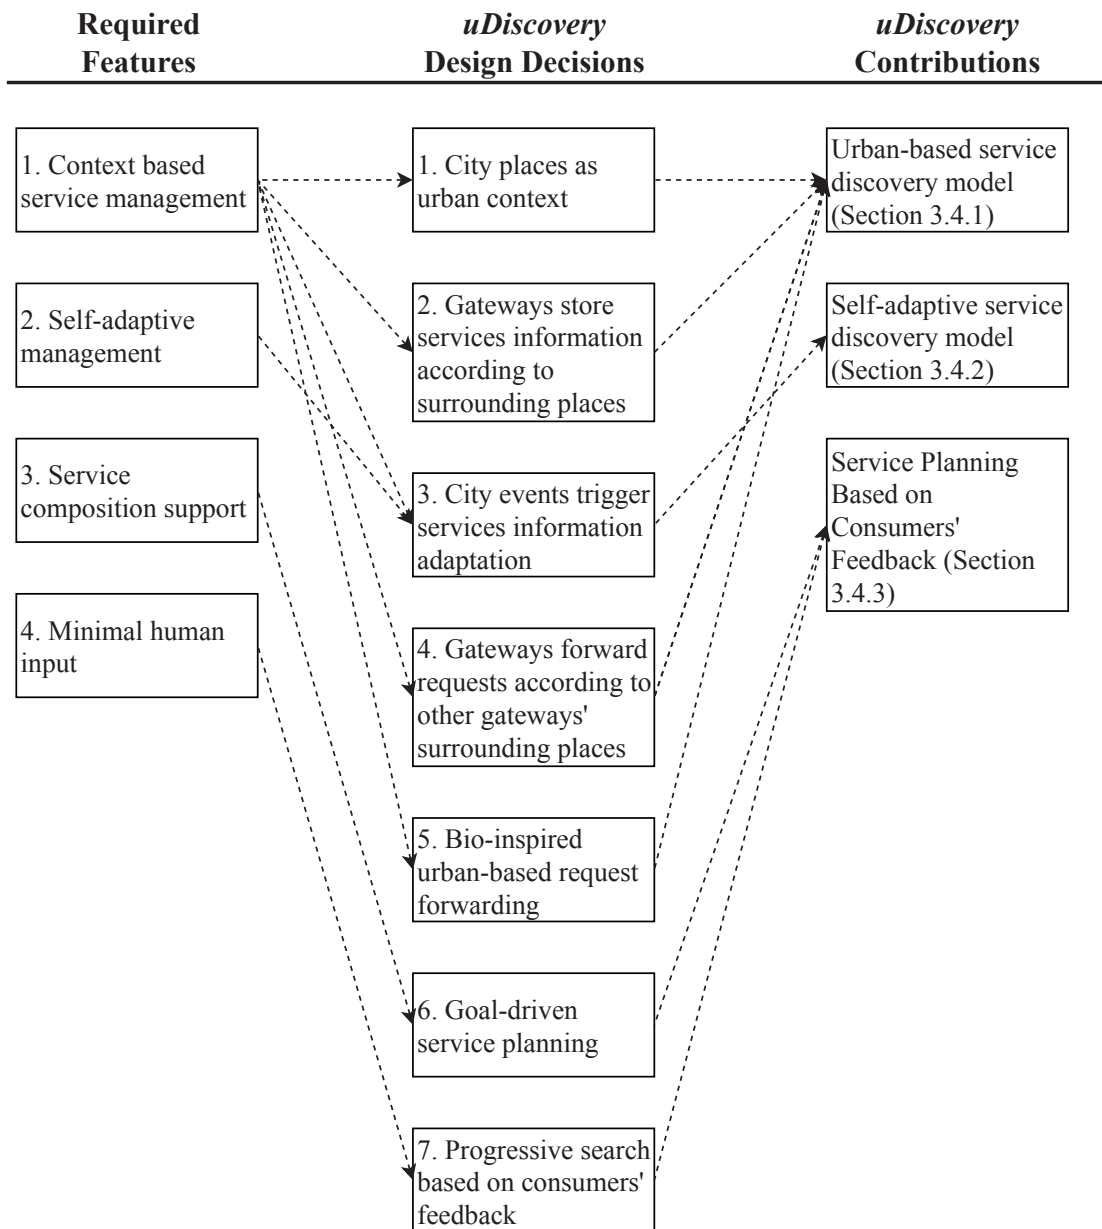 Required
Features
uDiscovery
Design Decisions
uDiscovery
Contributions
1. Context based
service management
2. Self-adaptive
management
3. Service
composition support
4. Minimal human
input
1. City places as
urban context
2. Gateways store
services information
according to
surrounding places
3. City events trigger
services information
adaptation
4. Gateways forward
requests according to
other gateways'
surrounding places
5. Bio-inspired
urban-based request
forwarding
6. Goal-driven
service planning
7. Progressive search
based on consumers'
feedback
Urban-based service
discovery model
(Section 3.4.1)
Self-adaptive service
discovery model
(Section 3.4.2)
Service Planning
Based on
Consumers'
Feedback (Section
3.4.3)